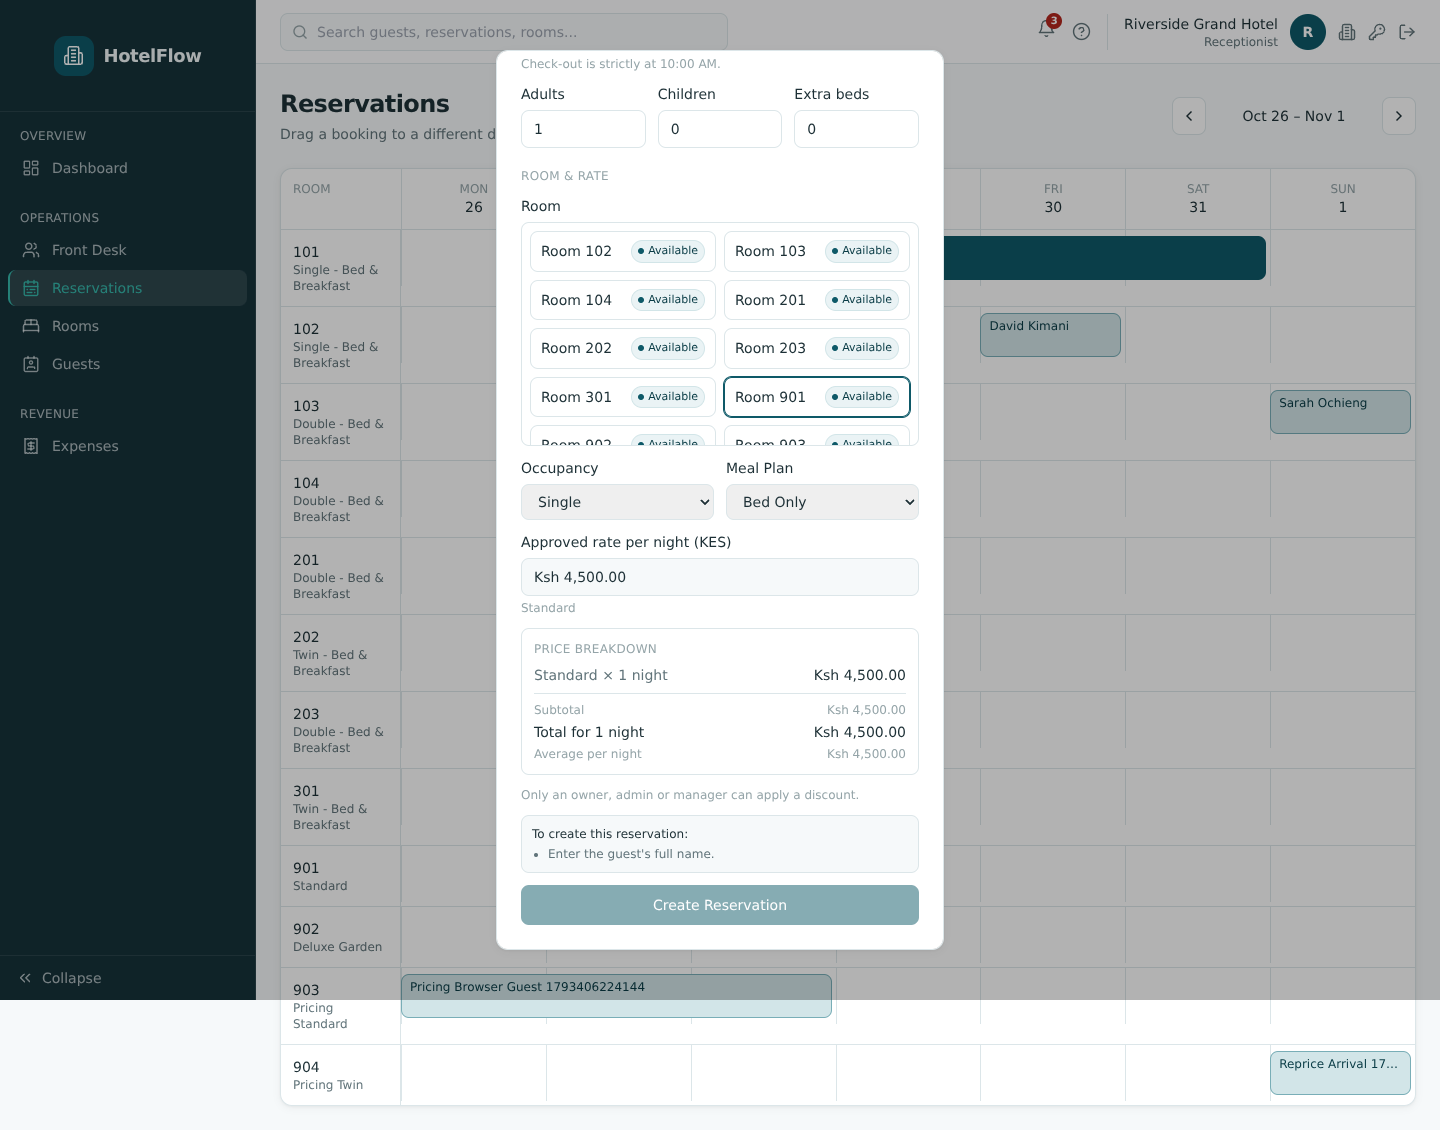 HotelFlow
Search guests, reservations, rooms...
3
Riverside Grand Hotel
Receptionist
R
OVERVIEW
Dashboard
OPERATIONS
Front Desk
Reservations
Rooms
Guests
REVENUE
Expenses
Collapse
Reservations
Drag a booking to a different d
Oct 26 – Nov 1
ROOM
MON
26
FRI
30
SAT
31
SUN
1
101
Single - Bed &
Breakfast
102
Single - Bed &
Breakfast
David Kimani
103
Double - Bed &
Breakfast
Sarah Ochieng
104
Double - Bed &
Breakfast
201
Double - Bed &
Breakfast
202
Twin - Bed &
Breakfast
203
Double - Bed &
Breakfast
301
Twin - Bed &
Breakfast
901
Standard
902
Deluxe Garden
903
Pricing
Standard
Pricing Browser Guest 1793406224144
904
Pricing Twin
Reprice Arrival 17...
Check-out is strictly at 10:00 AM.
Adults
Children
Extra beds
1
0
0
ROOM & RATE
Room
Room 102 Available
Room 103 Available
Room 104 Available
Room 201 Available
Room 202 Available
Room 203 Available
Room 301 Available
Room 901 Available
Room 902 Available
Room 903 Available
Occupancy
Meal Plan
Single
Bed Only
Approved rate per night (KES)
Ksh 4,500.00
Standard
PRICE BREAKDOWN
Standard × 1 night Ksh 4,500.00
Subtotal Ksh 4,500.00
Total for 1 night Ksh 4,500.00
Average per night Ksh 4,500.00
Only an owner, admin or manager can apply a discount.
To create this reservation:
• Enter the guest's full name.
Create Reservation